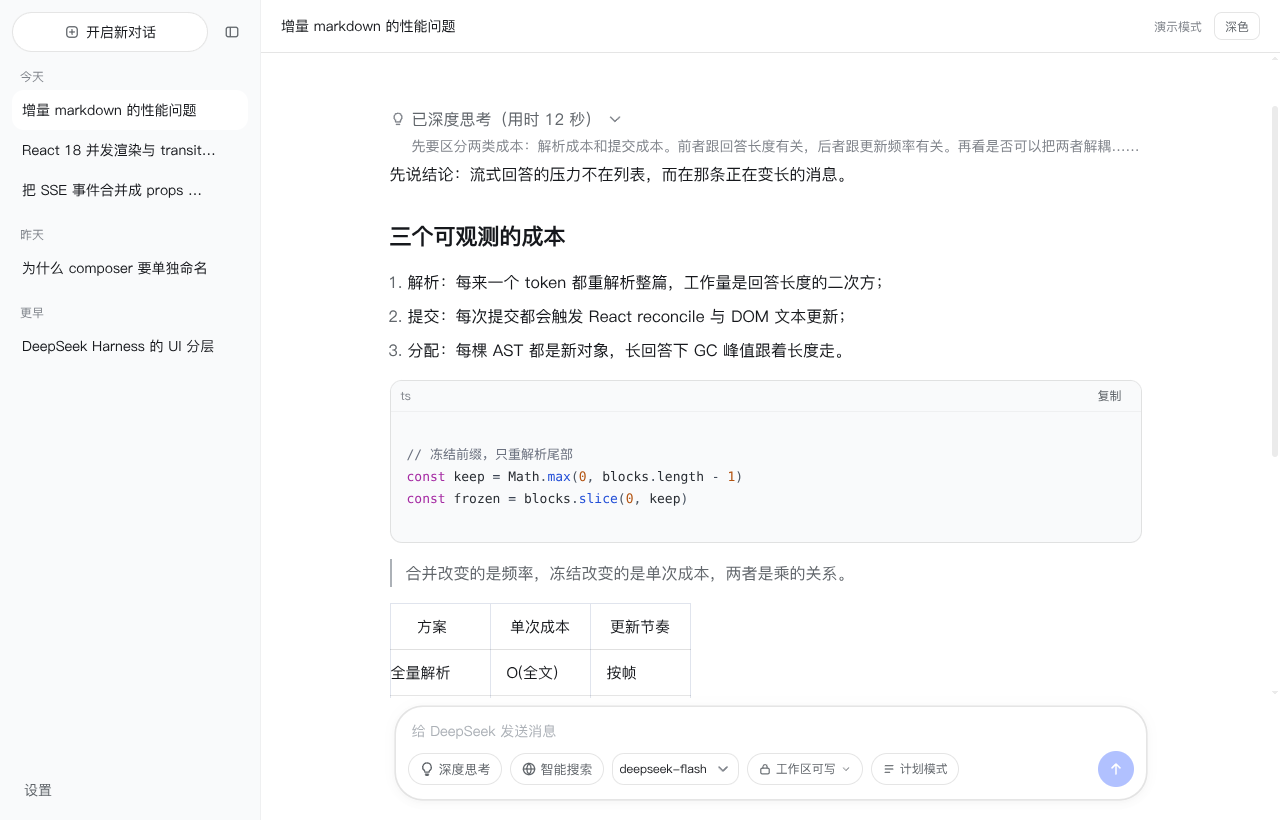 开启新对话
今天
增量 markdown 的性能问题
React 18 并发渲染与 transit...
把 SSE 事件合并成 props ...
昨天
为什么 composer 要单独命名
更早
DeepSeek Harness 的 UI 分层
设置
增量 markdown 的性能问题
演示模式
深色
已深度思考（用时 12 秒）
先要区分两类成本：解析成本和提交成本。前者跟回答长度有关，后者跟更新频率有关。再看是否可以把两者解耦……
先说结论：流式回答的压力不在列表，而在那条正在变长的消息。
三个可观测的成本
1. 解析：每来一个 token 都重解析整篇，工作量是回答长度的二次方；
2. 提交：每次提交都会触发 React reconcile 与 DOM 文本更新；
3. 分配：每棵 AST 都是新对象，长回答下 GC 峰值跟着长度走。
ts
复制
// 冻结前缀，只重解析尾部
const keep = Math.max(0, blocks.length - 1)
const frozen = blocks.slice(0, keep)
合并改变的是频率，冻结改变的是单次成本，两者是乘的关系。
方案 单次成本 更新节奏
全量解析 O(全文) 按帧
给 DeepSeek 发送消息
深度思考
智能搜索
deepseek-flash
工作区可写
计划模式